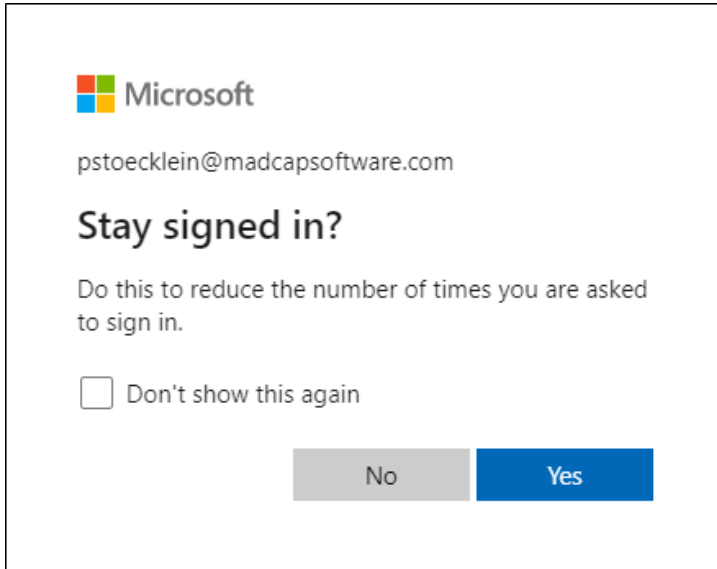 Microsoft
pstoecklein@madcapsoftware.com
Stay signed in?
Do this to reduce the number of times you are asked
to sign in.
Don't show this again
No
Yes